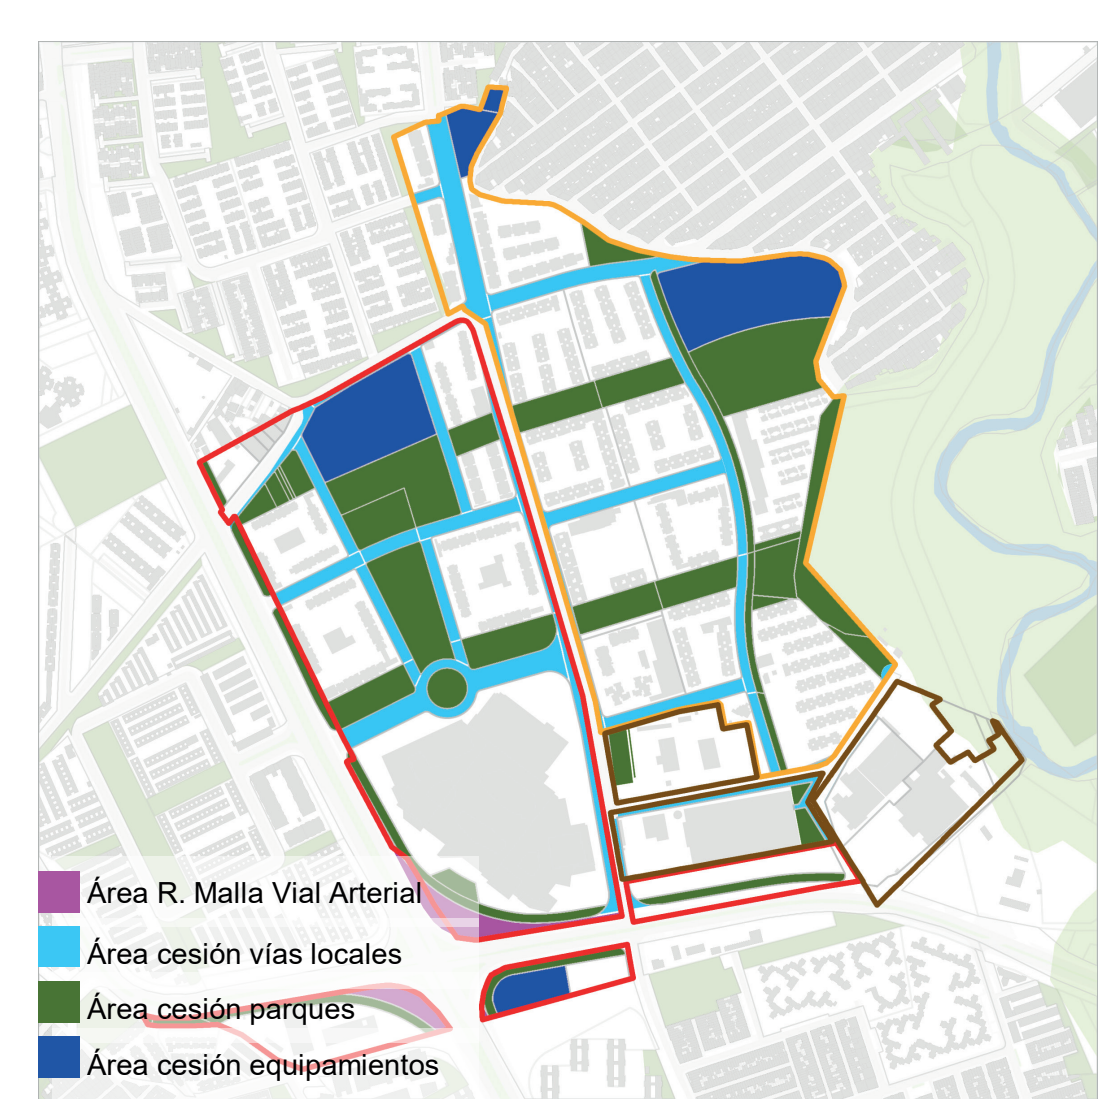 Área R. Malla Vial Arterial
Área cesión vías locales
Área cesión parques
Área cesión equipamientos